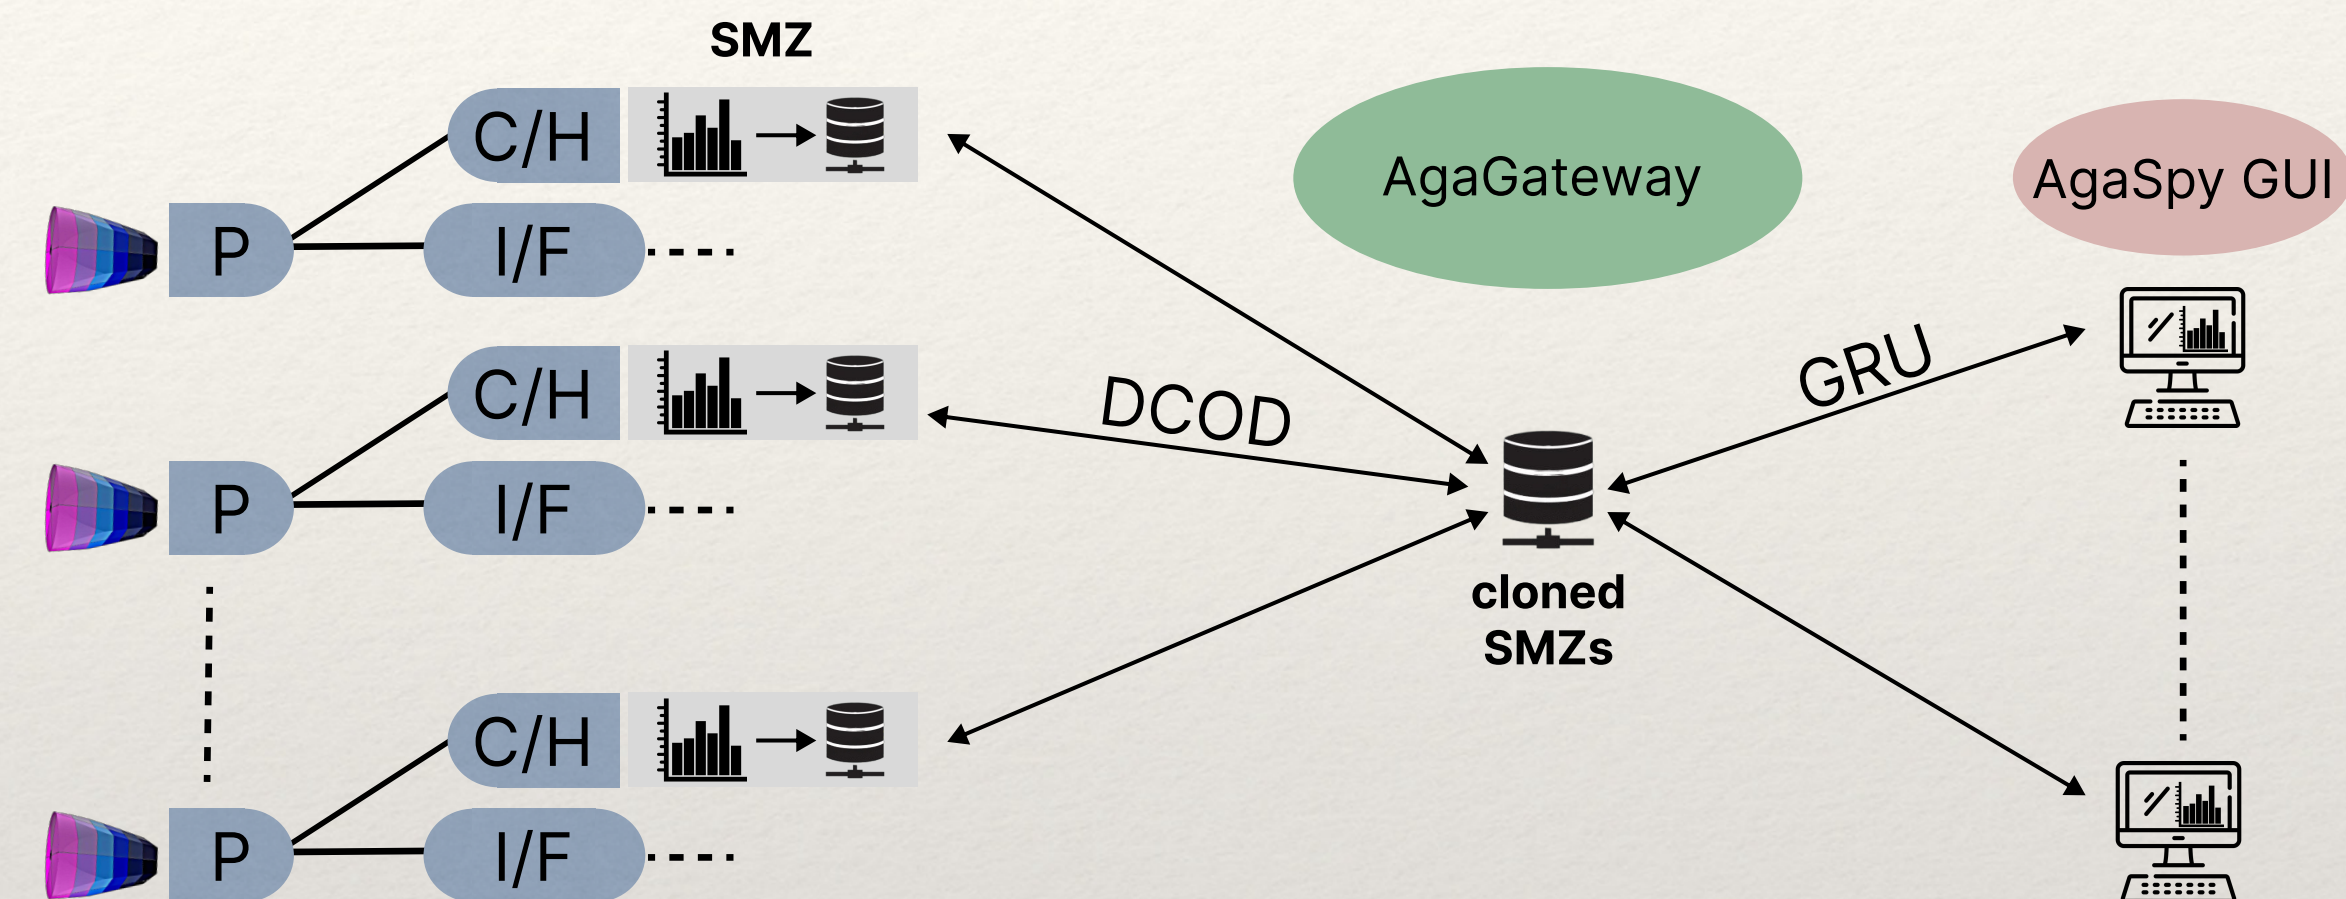 SMZ
C/H
AgaGateway
AgaSpy GUI
P
I/F
C/H
DCOD
GRU
P
I/F
cloned
SMZs
C/H
P
I/F